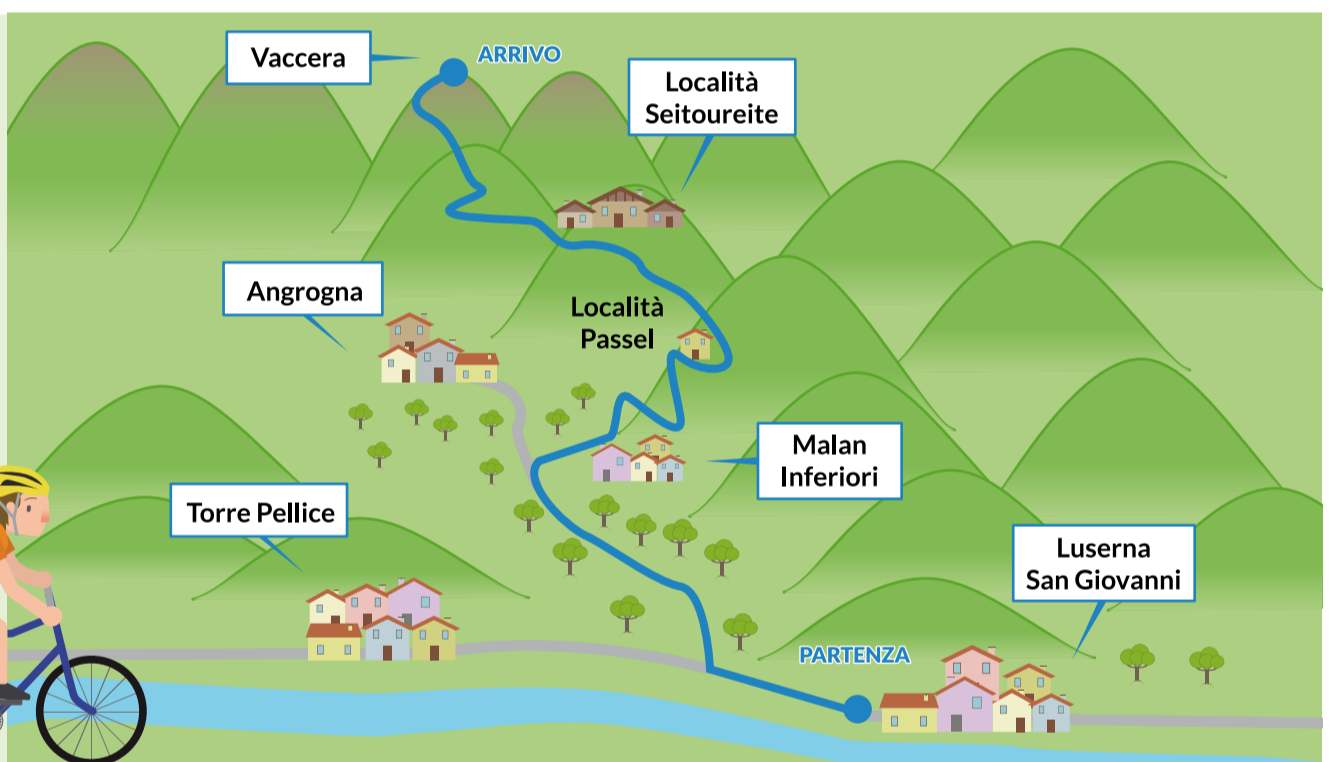 Vaccera
ARRIVO
Località
Seitoureite
Angrogna
Località
Passel
Malan
Inferiori
Torre Pellice
Luserna
San Giovanni
PARTENZA